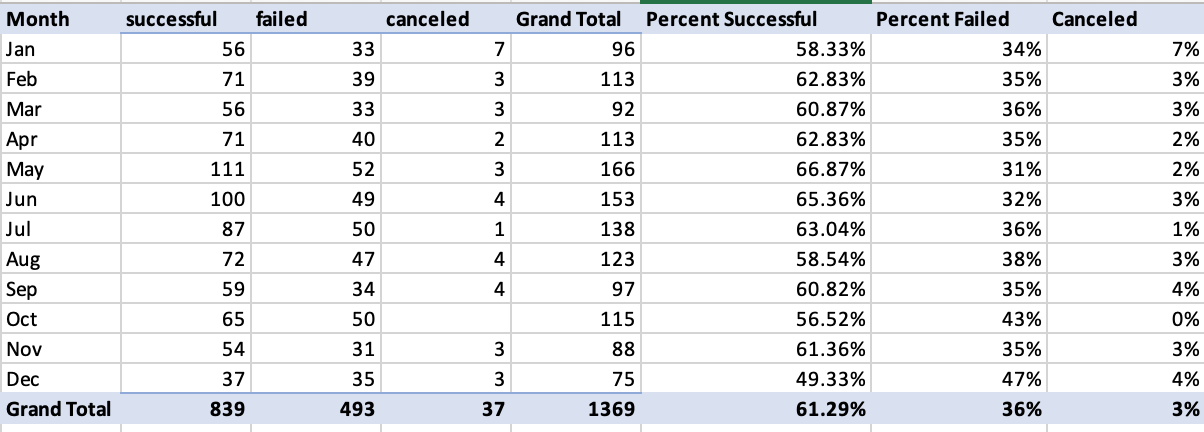 Month successful failed canceled Grand Total Percent Successful Percent Failed Canceled
Jan 56 33 7 96 58.33% 34% 7%
Feb 71 39 3 113 62.83% 35% 3%
Mar 56 33 3 92 60.87% 36% 3%
Apr 71 40 2 113 62.83% 35% 2%
May 111 52 3 166 66.87% 31% 2%
Jun 100 49 4 153 65.36% 32% 3%
Jul 87 50 1 138 63.04% 36% 1%
Aug 72 47 4 123 58.54% 38% 3%
Sep 59 34 4 97 60.82% 35% 4%
Oct 65 50 115 56.52% 43% 0%
Nov 54 31 3 88 61.36% 35% 3%
Dec 37 35 3 75 49.33% 47% 4%
Grand Total 839 493 37 1369 61.29% 36% 3%